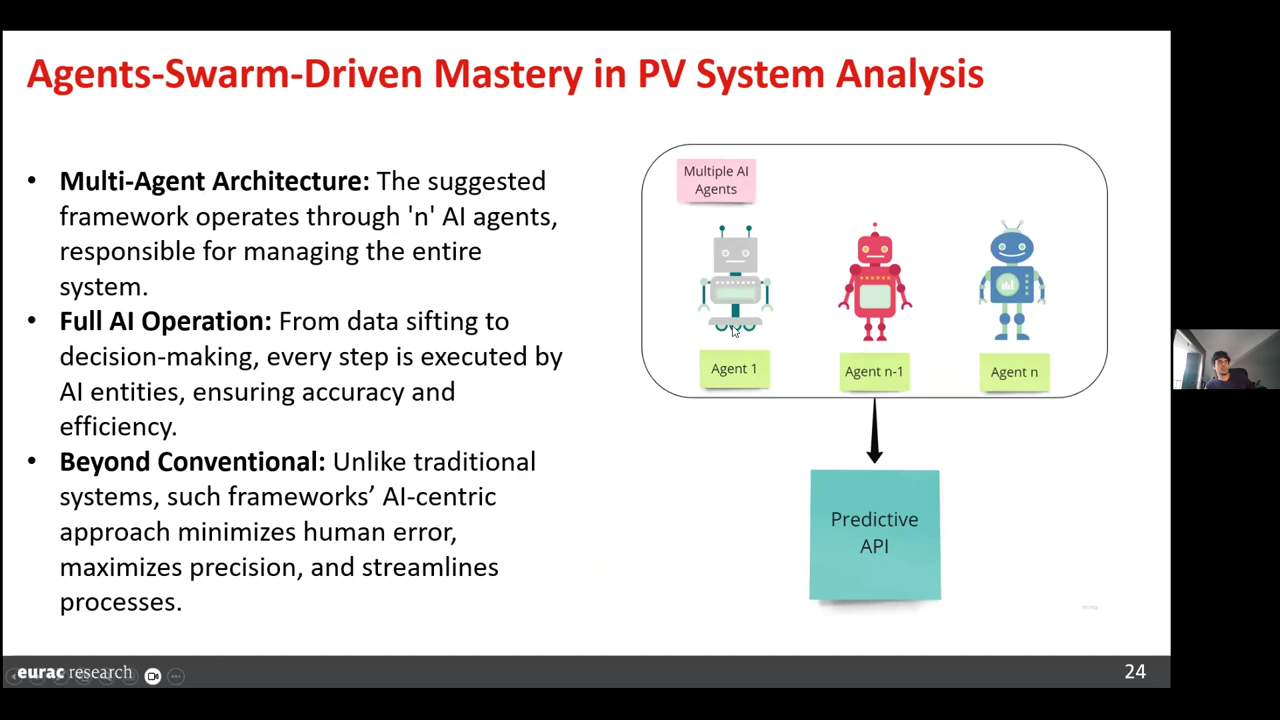 Agents-Swarm-Driven Mastery in PV System Analysis
• Multi-Agent Architecture: The suggested
framework operates through 'n' AI agents,
responsible for managing the entire
system.
• Full AI Operation: From data sifting to
decision-making, every step is executed by
AI entities, ensuring accuracy and
efficiency.
• Beyond Conventional: Unlike traditional
systems, such frameworks’ AI-centric
approach minimizes human error,
maximizes precision, and streamlines
processes.
Multiple AI
Agents
Agent 1
Agent n-1
Agent n
Predictive
API
eurac research
24